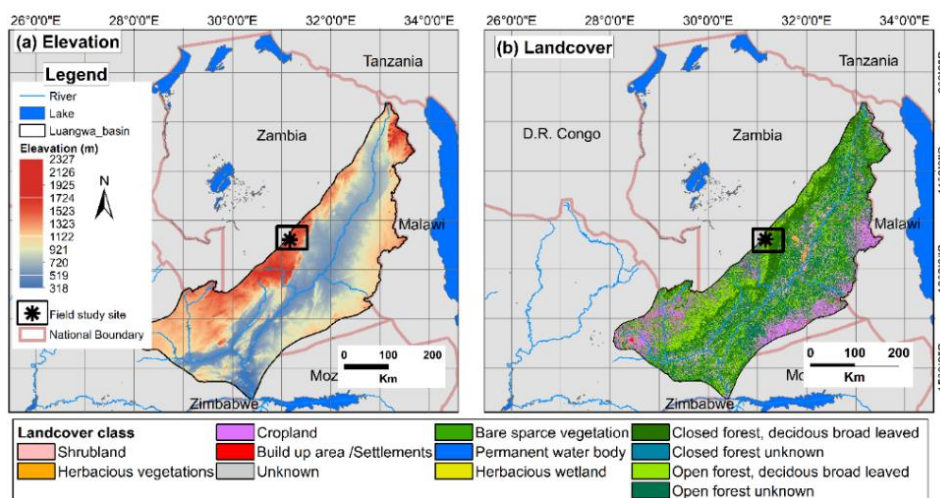 26°0'0"E 28°0'0"E 30°0'0"E 32°0'0"E 34°0'0"E
26°0'0"E 28°0'0"E 30°0'0"E 32°0'0"E 34°0'0"E
(a) Elevation
Tanzania
Legend
River
Lake
Luangwa_basin
Eleavation (m)
2327
2126
1925
1724
1523
1323
1122
921
720
519
318
N
Field study site
National Boundary
Zambia
Malawi
0 100 200
Km
Moz
Zimbabwe
(b) Landcover
Tanzania
D.R. Congo
Zambia
Malawi
0 100 200
Km
Mo
Zimbabwe
Landcover class
Shrubland
Herbacious vegetations
Cropland
Build up area /Settlements
Unknown
Bare sparce vegetation
Permanent water body
Herbacious wetland
Closed forest, decidous broad leaved
Closed forest unknown
Open forest, decidous broad leaved
Open forest unknown